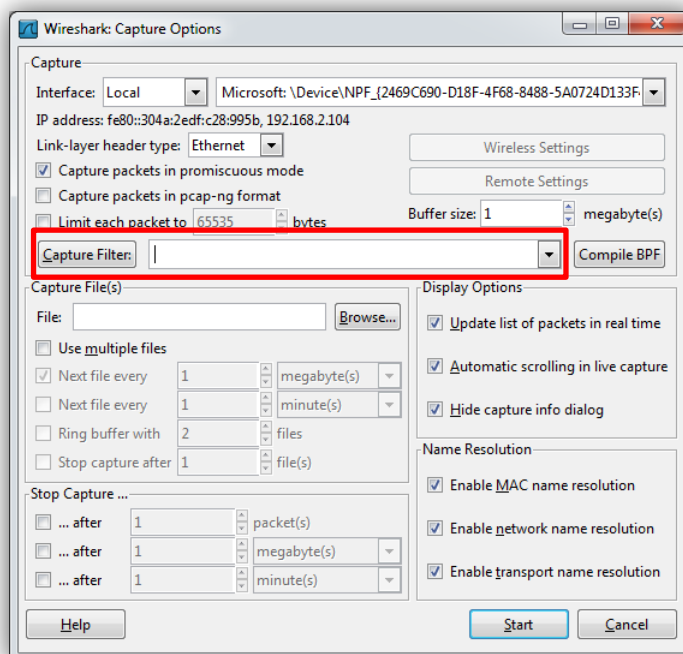 Wireshark: Capture Options
Capture
Interface: Local Microsoft: \Device\NPF_{2469C690-D18F-4F68-8488-5A0724D133F
IP address: fe80::304a:2edf:c28:995b, 192.168.2.104
Link-layer header type: Ethernet
Wireless Settings
Capture packets in promiscuous mode
Remote Settings
Capture packets in pcap-ng format
Limit each packet to 65535 bytes
Buffer size: 1 megabyte(s)
Capture Filter: Compile BPF
Capture File(s)
File: Browse...
Use multiple files
Next file every 1 megabyte(s)
Next file every 1 minute(s)
Ring buffer with 2 files
Stop capture after 1 file(s)
Stop Capture ...
... after 1 packet(s)
... after 1 megabyte(s)
... after 1 minute(s)
Display Options
Update list of packets in real time
Automatic scrolling in live capture
Hide capture info dialog
Name Resolution
Enable MAC name resolution
Enable network name resolution
Enable transport name resolution
Help Start Cancel